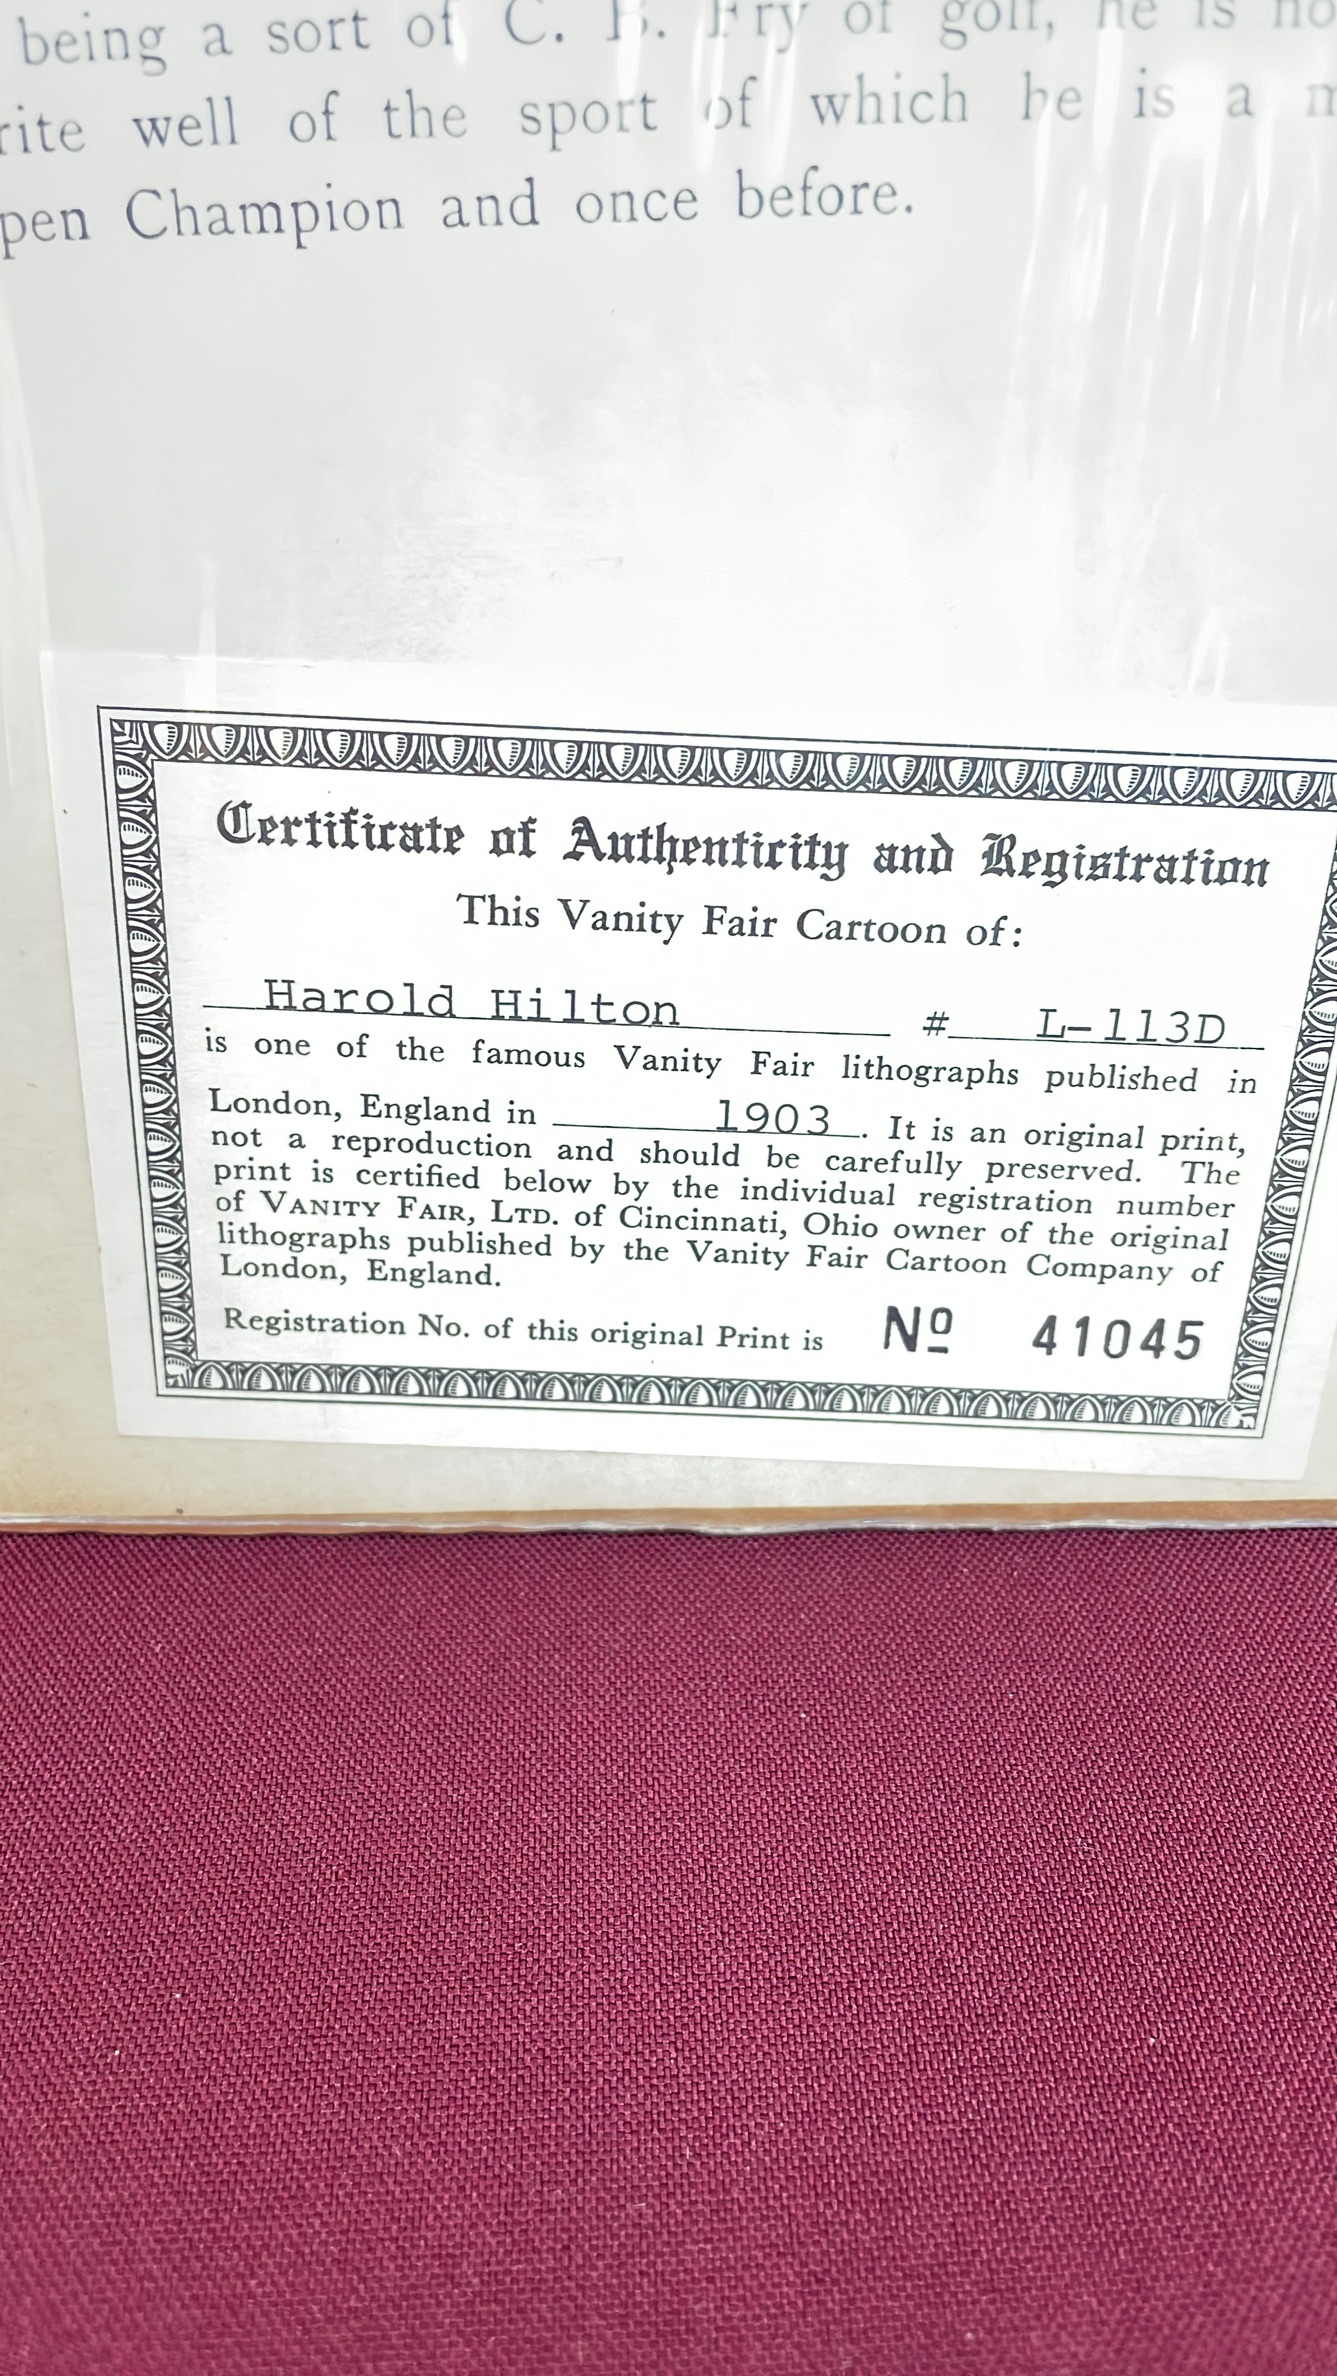 being a sort of C. B. Fry of golf, he is
well of the sport of which he is a
Champion and once before.
Certificate of Authenticity and Registration
This Vanity Fair Cartoon of:
Harold Hilton # L-113D
is one of the famous Vanity Fair lithographs published in
London, England in 1903. It is an original print,
not a reproduction and should be carefully preserved. The
print is certified below by the individual registration number
of VANITY FAIR, LTD. of Cincinnati, Ohio owner of the original
lithographs published by the Vanity Fair Cartoon Company of
London, England.
Registration No. of this original Print is Nº 41045